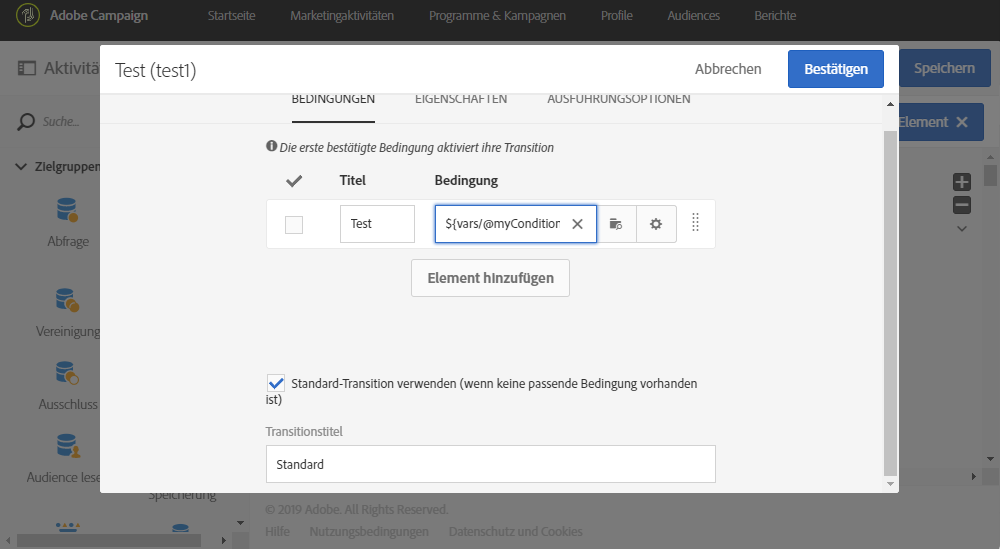 Adobe Campaign Startseite Marketingaktivitäten Programme & Kampagnen Profile Audiences Berichte
Aktivitä
Test (test1) Abbrechen Bestätigen Speichern
BEDINGUNGEN EIGENSCHAFTEN AUSFÜHRUNGSOPTIONEN
Suche... Element
Die erste bestätigte Bedingung aktiviert ihre Transition
Zielgruppen
Titel Bedingung
Test ${vars/@myCondition
Abfrage
Element hinzufügen
Vereinigung
Standard-Transition verwenden (wenn keine passende Bedingung vorhanden
ist)
Ausschluss
Transitionstitel
Standard
Audience lese
Speicherung
© 2019 Adobe. All Rights Reserved.
Hilfe Nutzungsbedingungen Datenschutz und Cookies